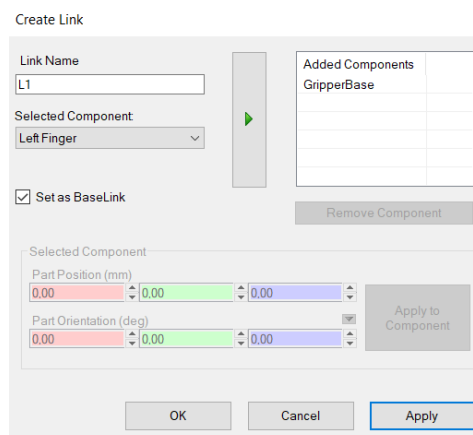 Create Link
Link Name
L1
Selected Component:
Left Finger
Set as BaseLink
Added Components
GripperBase
Remove Component
Selected Component
Part Position (mm)
0,00 0,00 0,00
Part Orientation (deg)
0,00 0,00 0,00
Apply to
Component
OK Cancel Apply